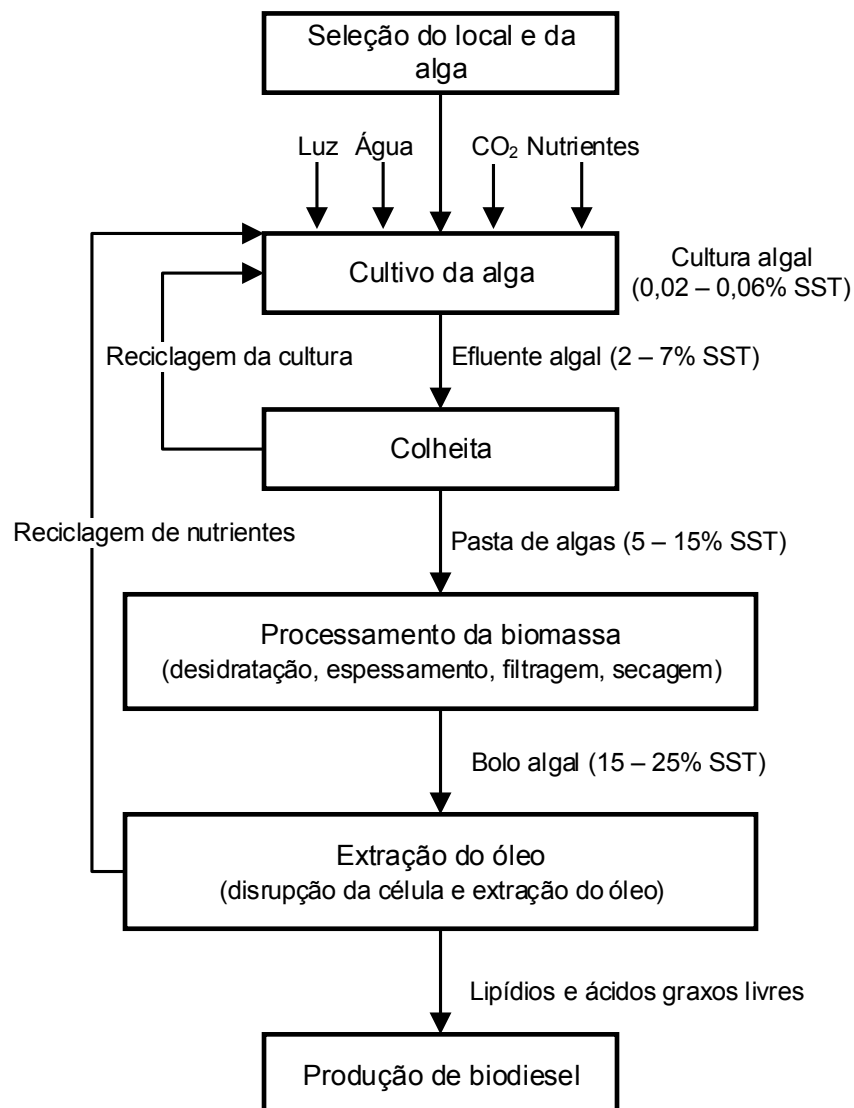 Seleção do local e da
alga
Luz Água CO₂ Nutrientes
Cultivo da alga
Cultura algal
(0,02 – 0,06% SST)
Reciclagem da cultura
Efluente algal (2 – 7% SST)
Colheita
Reciclagem de nutrientes
Pasta de algas (5 – 15% SST)
Processamento da biomassa
(desidratação, espessamento, filtragem, secagem)
Bolo algal (15 – 25% SST)
Extração do óleo
(disrupção da célula e extração do óleo)
Lipídios e ácidos graxos livres
Produção de biodiesel